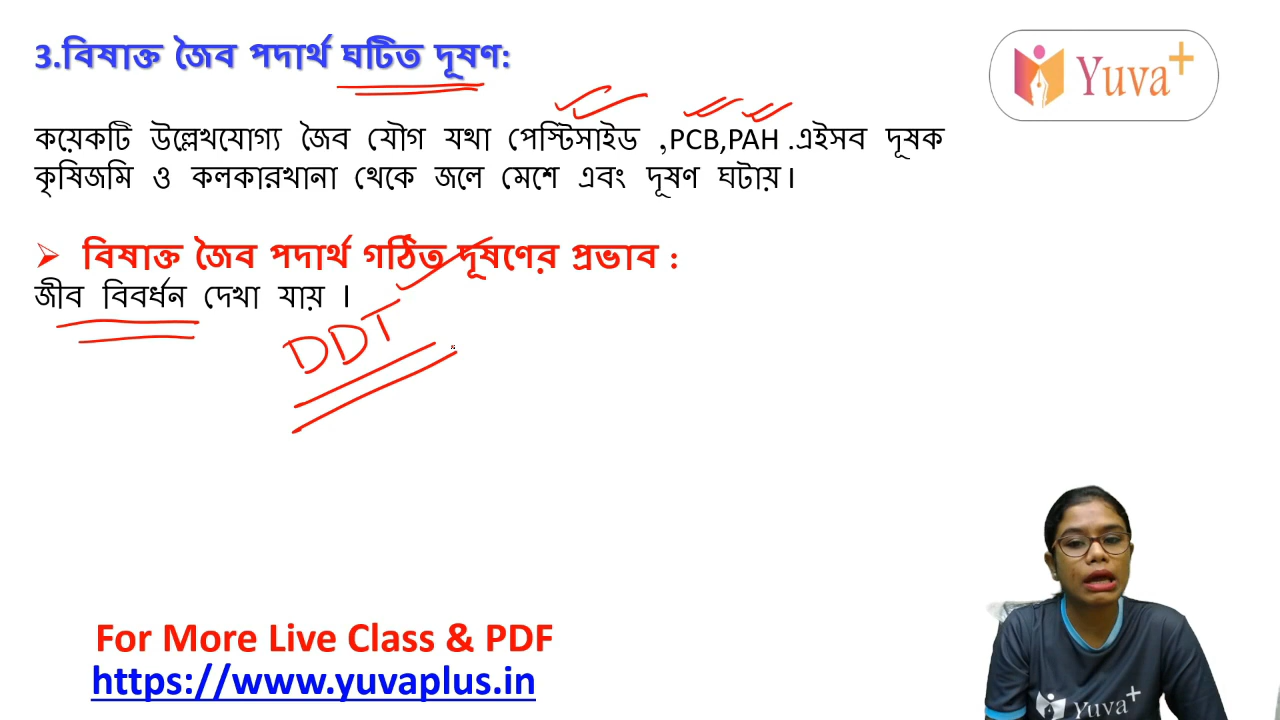 3.বিষাক্ত জৈব পদার্থ ঘটিত দূষণ:
Yuva+
কয়েকটি উল্লেখযোগ্য জৈব যৌগ যথা পেস্টিসাইড ,PCB,PAH .এইসব দূষক
কৃষিজমি ও কলকারখানা থেকে জলে মেশে এবং দূষণ ঘটায়।
➢ বিষাক্ত জৈব পদার্থ গঠিত দূষণের প্রভাব :
জীব বিবর্ধন দেখা যায় ।
DDT
For More Live Class & PDF
https://www.yuvaplus.in
Yuva+